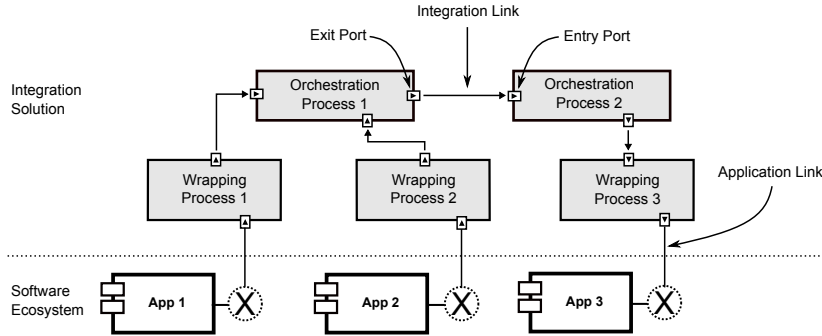 Integration Link
Exit Port
Entry Port
Integration
Solution
Orchestration
Process 1
Orchestration
Process 2
Wrapping
Process 1
Wrapping
Process 2
Wrapping
Process 3
Application Link
Software
Ecosystem
App 1
X
App 2
X
App 3
X